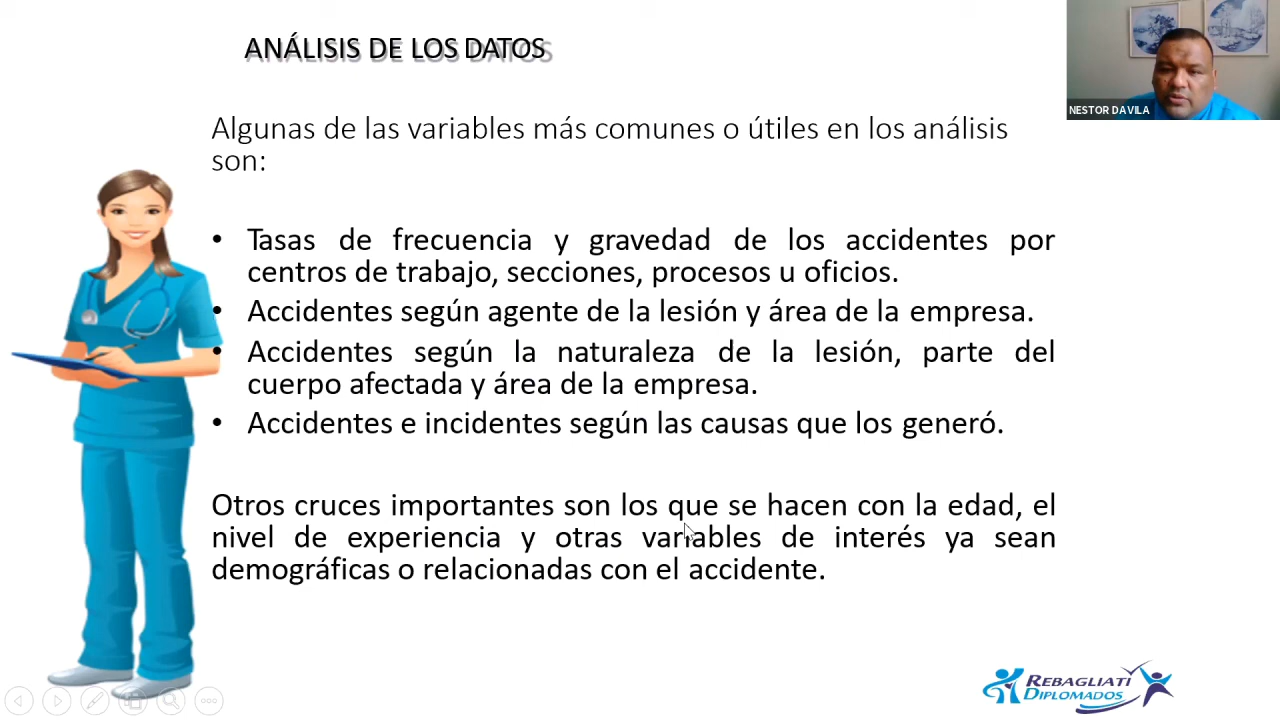 ANÁLISIS DE LOS DATOS
NESTOR DAVILA
Algunas de las variables más comunes o útiles en los análisis
son:
• Tasas de frecuencia y gravedad de los accidentes por
centros de trabajo, secciones, procesos u oficios.
• Accidentes según agente de la lesión y área de la empresa.
• Accidentes según la naturaleza de la lesión, parte del
cuerpo afectada y área de la empresa.
• Accidentes e incidentes según las causas que los generó.
Otros cruces importantes son los que se hacen con la edad, el
nivel de experiencia y otras variables de interés ya sean
demográficas o relacionadas con el accidente.
REBAGLIATI
DIPLOMADOS